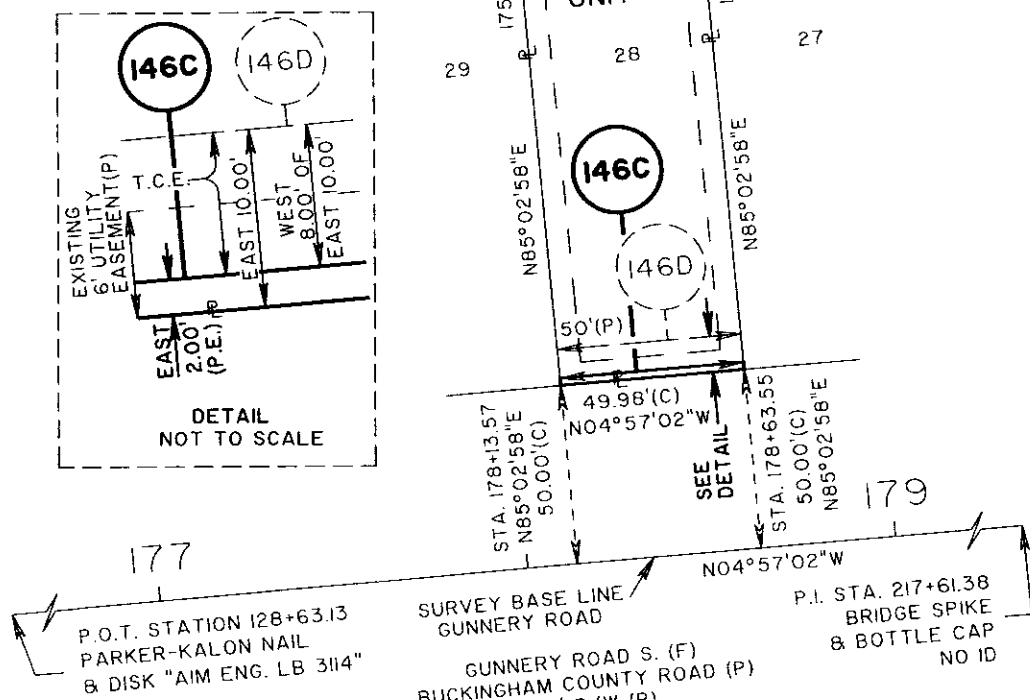 146C
146D
T.C.E.
EXISTING
6' UTILITY
EASEMENT(P)
EAST 10.00'
WEST
8.00' OF
EAST 10.00'
EAST
2.00'
(P.E.)
DETAIL
NOT TO SCALE
175
29
28
27
N85°02'58"E
N85°02'58"E
146C
146D
50'(P)
49.98'(C)
N04°57'02"W
STA. 178+13.57
N85°02'58"E
50.00'(C)
SEE
DETAIL
STA. 178+63.55
50.00'(C)
N85°02'58"E
177
179
N04°57'02"W
P.O.T. STATION 128+63.13
PARKER-KALON NAIL
& DISK "AIM ENG. LB 3114"
SURVEY BASE LINE
GUNNERY ROAD
GUNNERY ROAD S. (F)
BUCKINGHAM COUNTY ROAD (P)
P.I. STA. 217+61.38
BRIDGE SPIKE
& BOTTLE CAP
NO ID